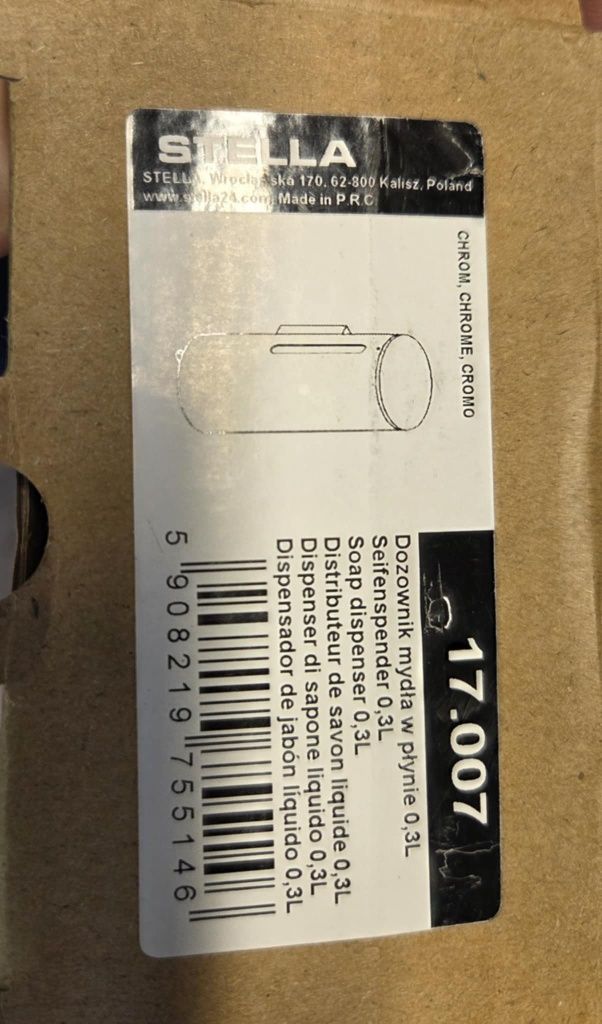 STELLA
STELLA, Wrocławska 170, 62-800 Kalisz, Poland
www.stella24.com, Made in P.R.C
CHROM, CHROME, CROMO
17.007
Dozownik mydła w płynie 0,3L
Seifenspender 0,3L
Soap dispenser 0,3L
Distributeur de savon liquide 0,3L
Dispenser di sapone liquido 0,3L
Dispensador de jabón líquido 0,3L
5 908219 755146